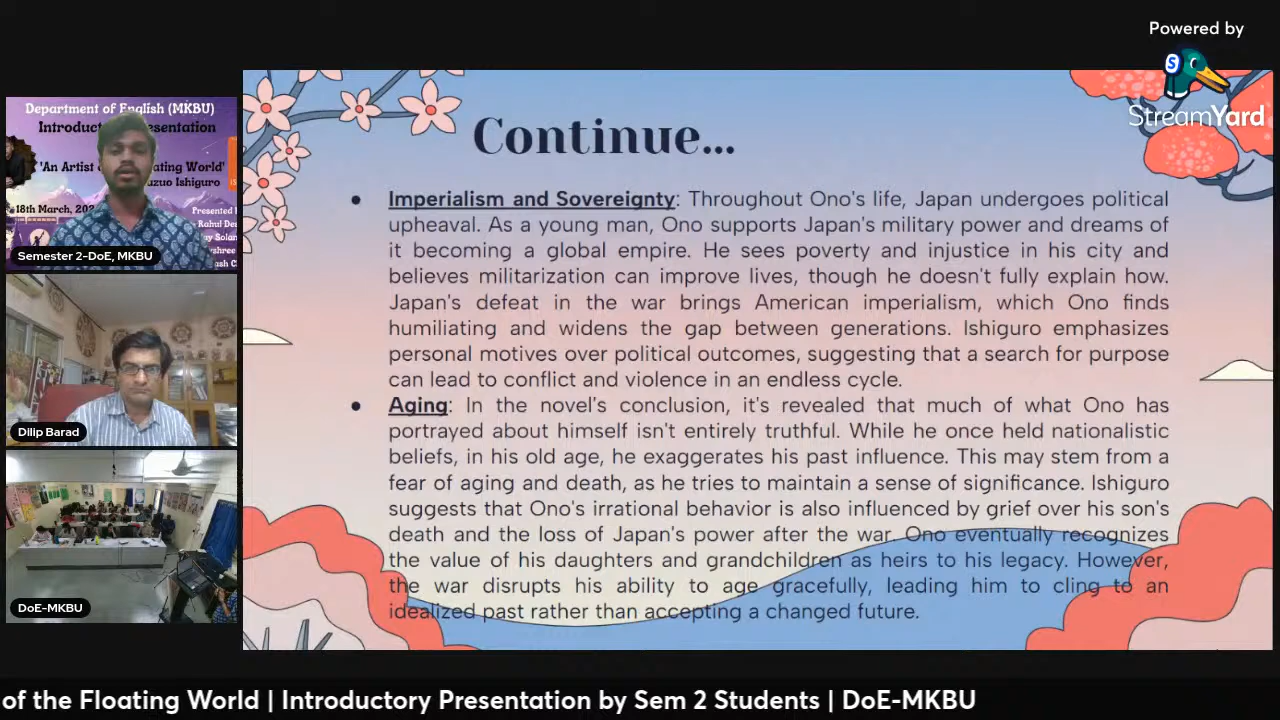 Powered by
S
StreamYard
Department of English (MKBU)
Introductory Presentation
'An Artist of the Floating World'
Kazuo Ishiguro
18th March, 202
Presented by
Rahul
Semester 2-DoE, MKBU
Dilip Barad
DoE-MKBU
Continue...
● Imperialism and Sovereignty: Throughout Ono's life, Japan undergoes political
upheaval. As a young man, Ono supports Japan's military power and dreams of
it becoming a global empire. He sees poverty and injustice in his city and
believes militarization can improve lives, though he doesn't fully explain how.
Japan's defeat in the war brings American imperialism, which Ono finds
humiliating and widens the gap between generations. Ishiguro emphasizes
personal motives over political outcomes, suggesting that a search for purpose
can lead to conflict and violence in an endless cycle.
● Aging: In the novel's conclusion, it's revealed that much of what Ono has
portrayed about himself isn't entirely truthful. While he once held nationalistic
beliefs, in his old age, he exaggerates his past influence. This may stem from a
fear of aging and death, as he tries to maintain a sense of significance. Ishiguro
suggests that Ono's irrational behavior is also influenced by grief over his son's
death and the loss of Japan's power after the war. Ono eventually recognizes
the value of his daughters and grandchildren as heirs to his legacy. However,
the war disrupts his ability to age gracefully, leading him to cling to an
idealized past rather than accepting a changed future.
of the Floating World | Introductory Presentation by Sem 2 Students | DoE-MKBU